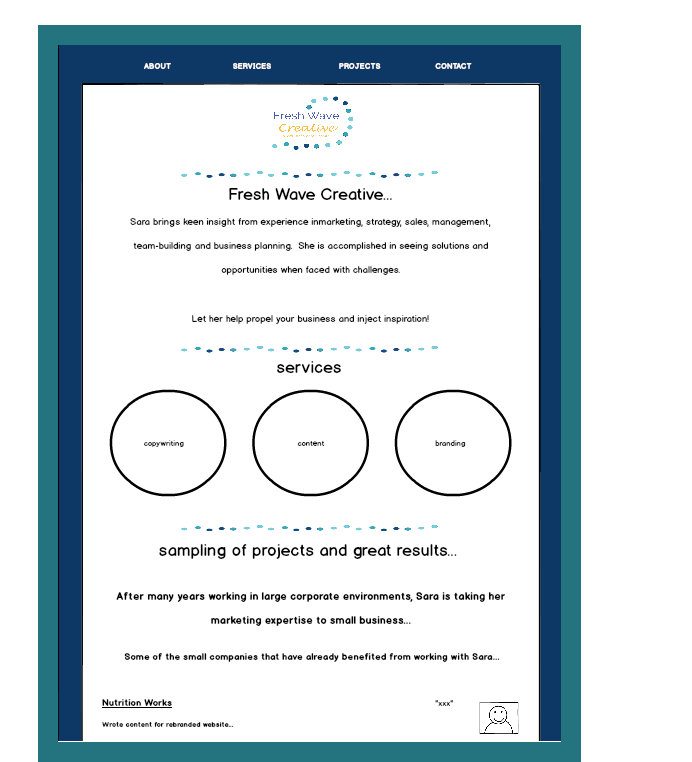 ABOUT SERVICES PROJECTS CONTACT
Fresh Wave
Creative
Fresh Wave Creative...
Sara brings keen insight from experience inmarketing, strategy, sales, management,
team-building and business planning. She is accomplished in seeing solutions and
opportunities when faced with challenges.
Let her help propel your business and inject inspiration!
services
copywriting content branding
sampling of projects and great results...
After many years working in large corporate environments, Sara is taking her
marketing expertise to small business...
Some of the small companies that have already benefited from working with Sara...
Nutrition Works "xxx"
Wrote content for rebranded website...